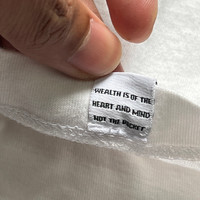 WEALTH IS OF THE
HEART AND MIND
NOT THE POCKET